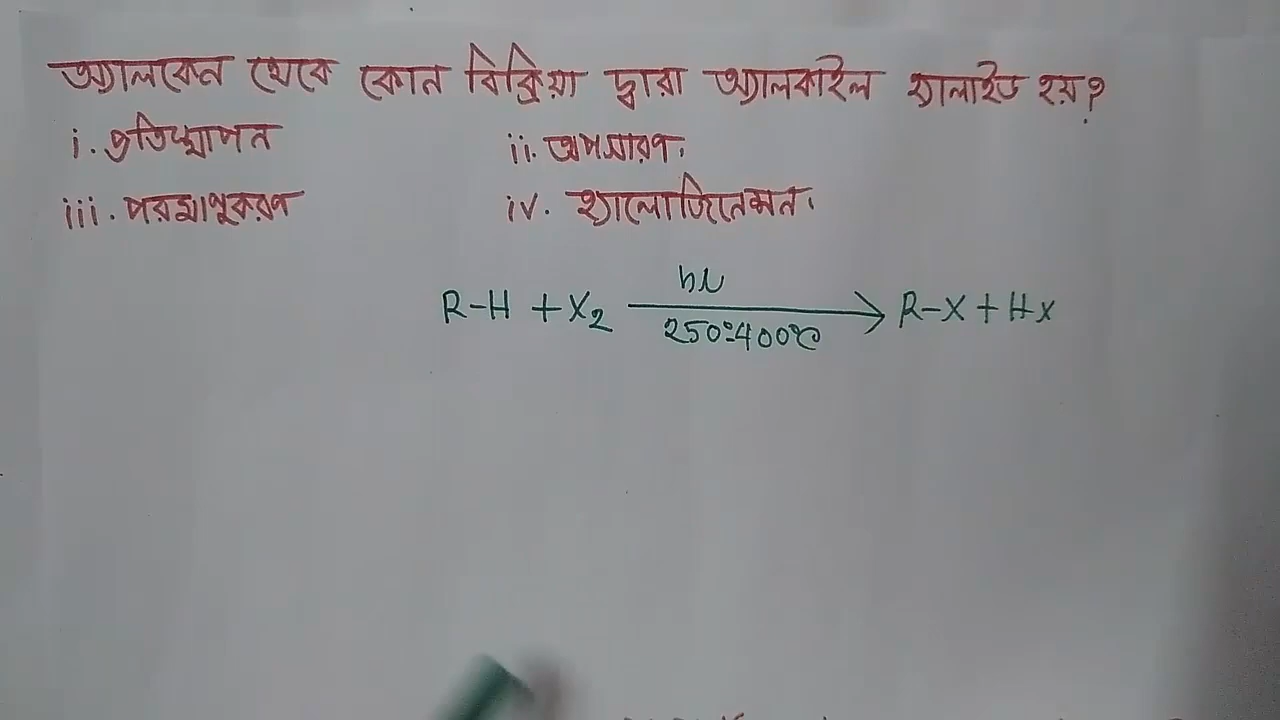 অ্যালকেন থেকে কোন বিক্রিয়া দ্বারা অ্যালকাইল হ্যালাইড হয়?
i. প্রতিস্থাপন ii. অপসারণ.
iii. পরমাণুকরণ iv. হ্যালোজিনেশন.
hν
R-H + X₂ → R-X + Hx
250°-400°C